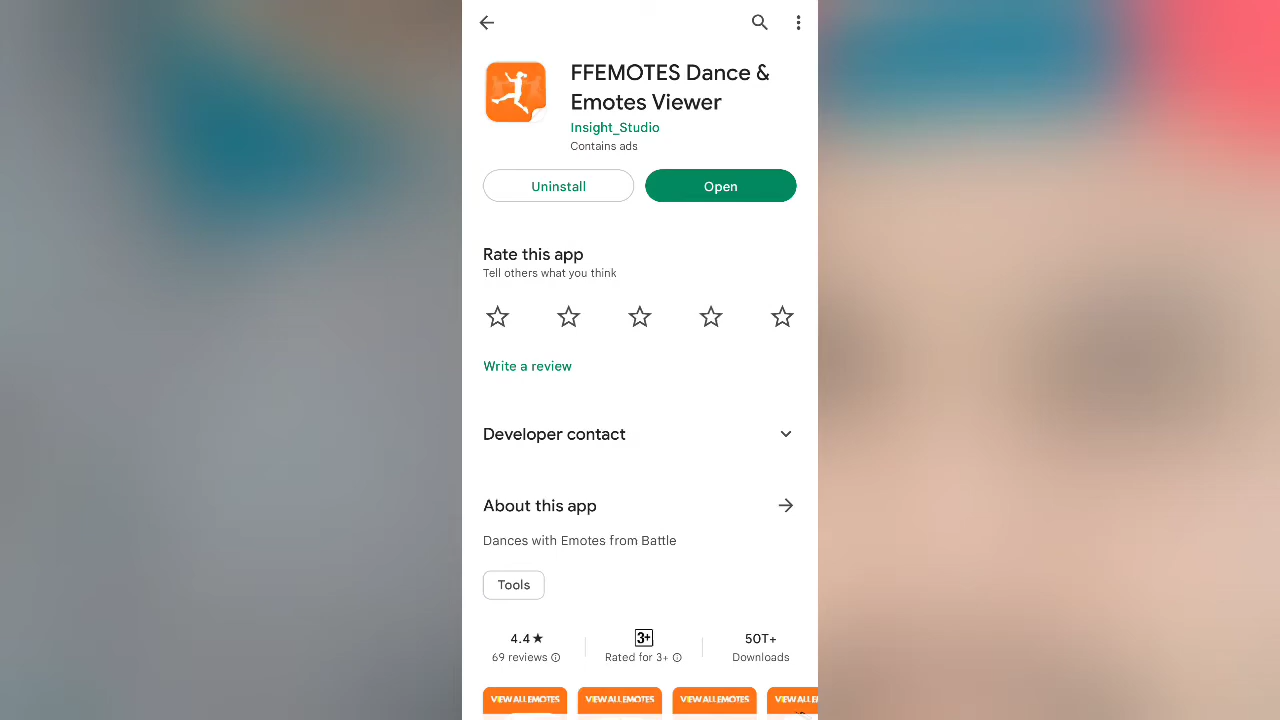 FFEMOTES Dance &
Emotes Viewer
Insight_Studio
Contains ads
Uninstall
Open
Rate this app
Tell others what you think
Write a review
Developer contact
About this app
Dances with Emotes from Battle
Tools
4.4★
69 reviews
3+
Rated for 3+
50T+
Downloads
VIEW ALL EMOTES
VIEW ALL EMOTES
VIEW ALL EMOTES
VIEW ALL